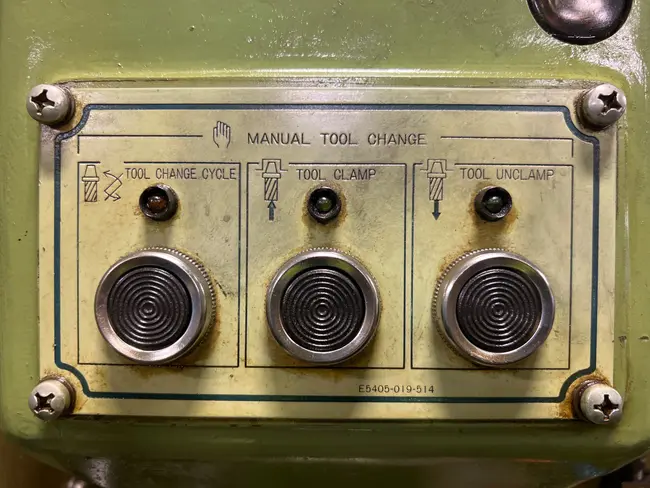 MANUAL TOOL CHANGE
TOOL CHANGE CYCLE
TOOL CLAMP
TOOL UNCLAMP
E5405-019-514